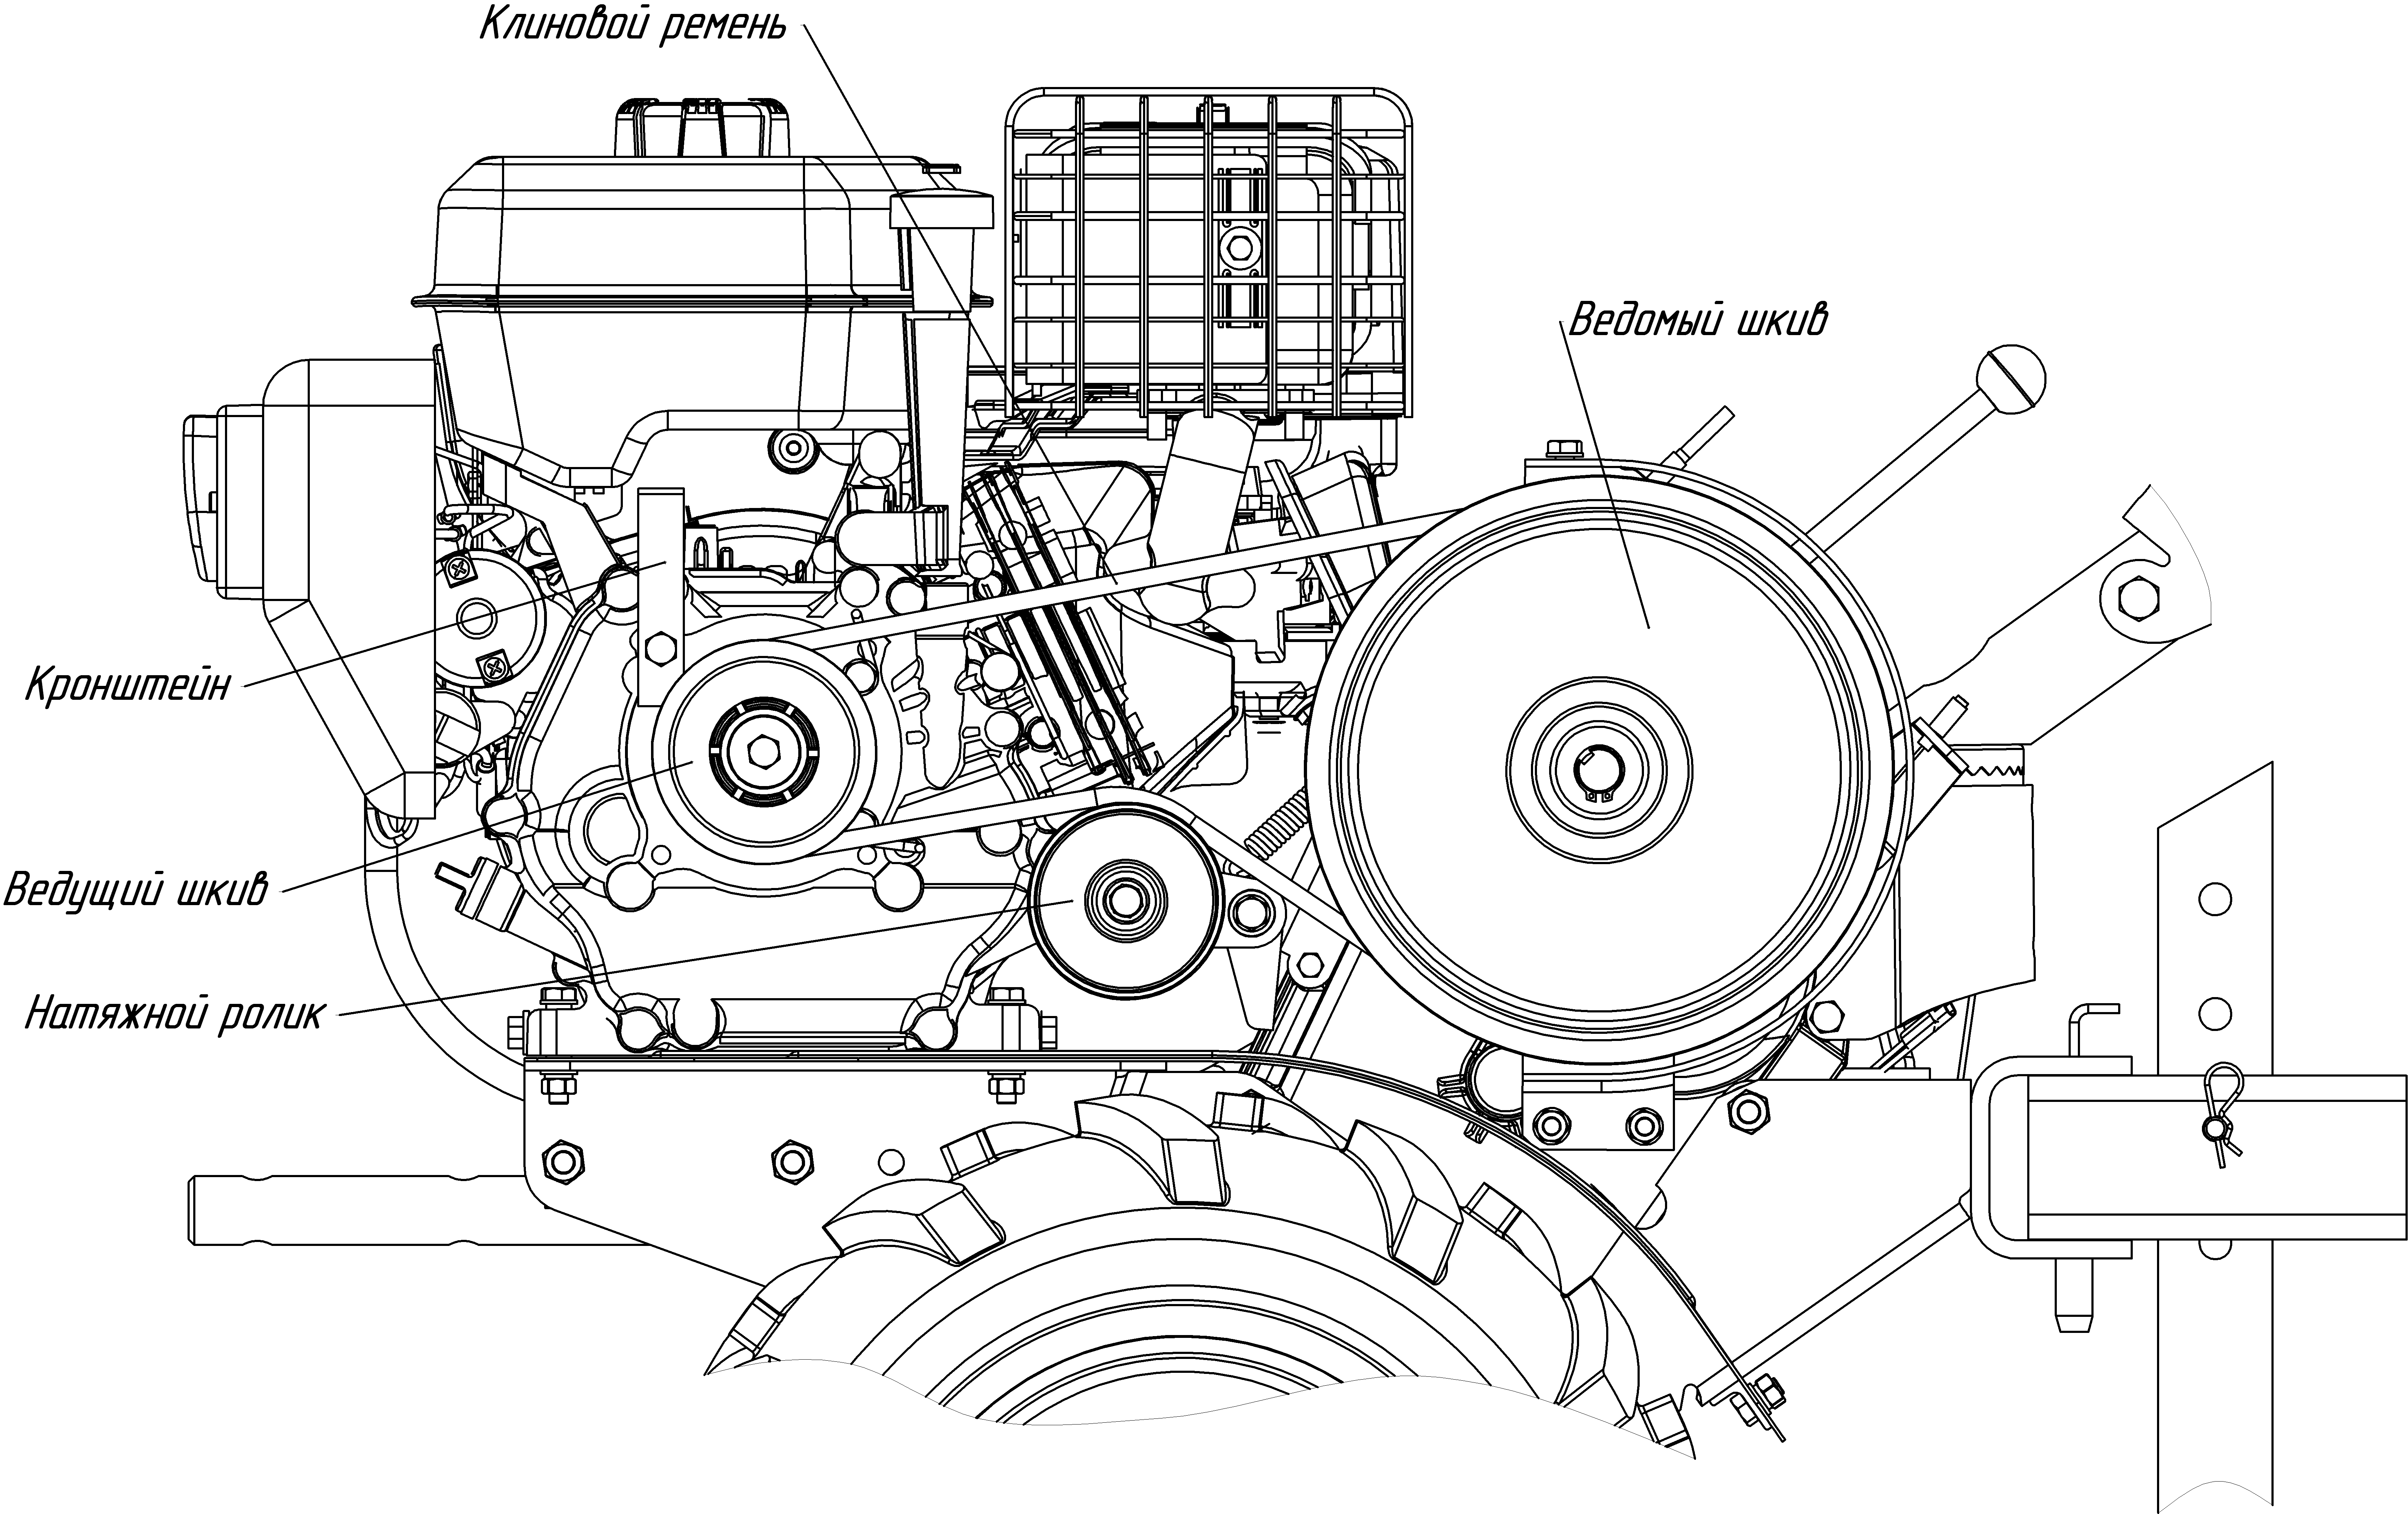 Клиновой ремень
Ведомый шкив
Кронштейн
Ведущий шкив
Натяжной ролик